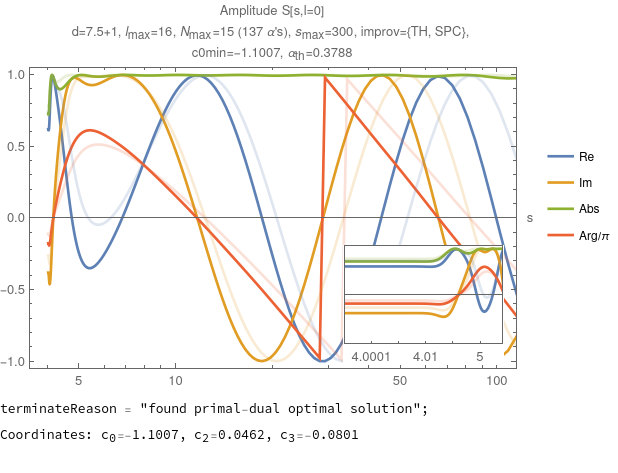 Amplitude S[s,l=0]
d=7.5+1, lmax=16, Nmax=15 (137 α's), smax=300, improv={TH, SPC},
c0min=-1.1007, αth=0.3788
1.0
0.5
0.0
-0.5
-1.0
5
10
50
100
s
4.0001
4.01
5
Re
Im
Abs
Arg/π
terminateReason = "found primal-dual optimal solution";
Coordinates: c0=-1.1007, c2=0.0462, c3=-0.0801